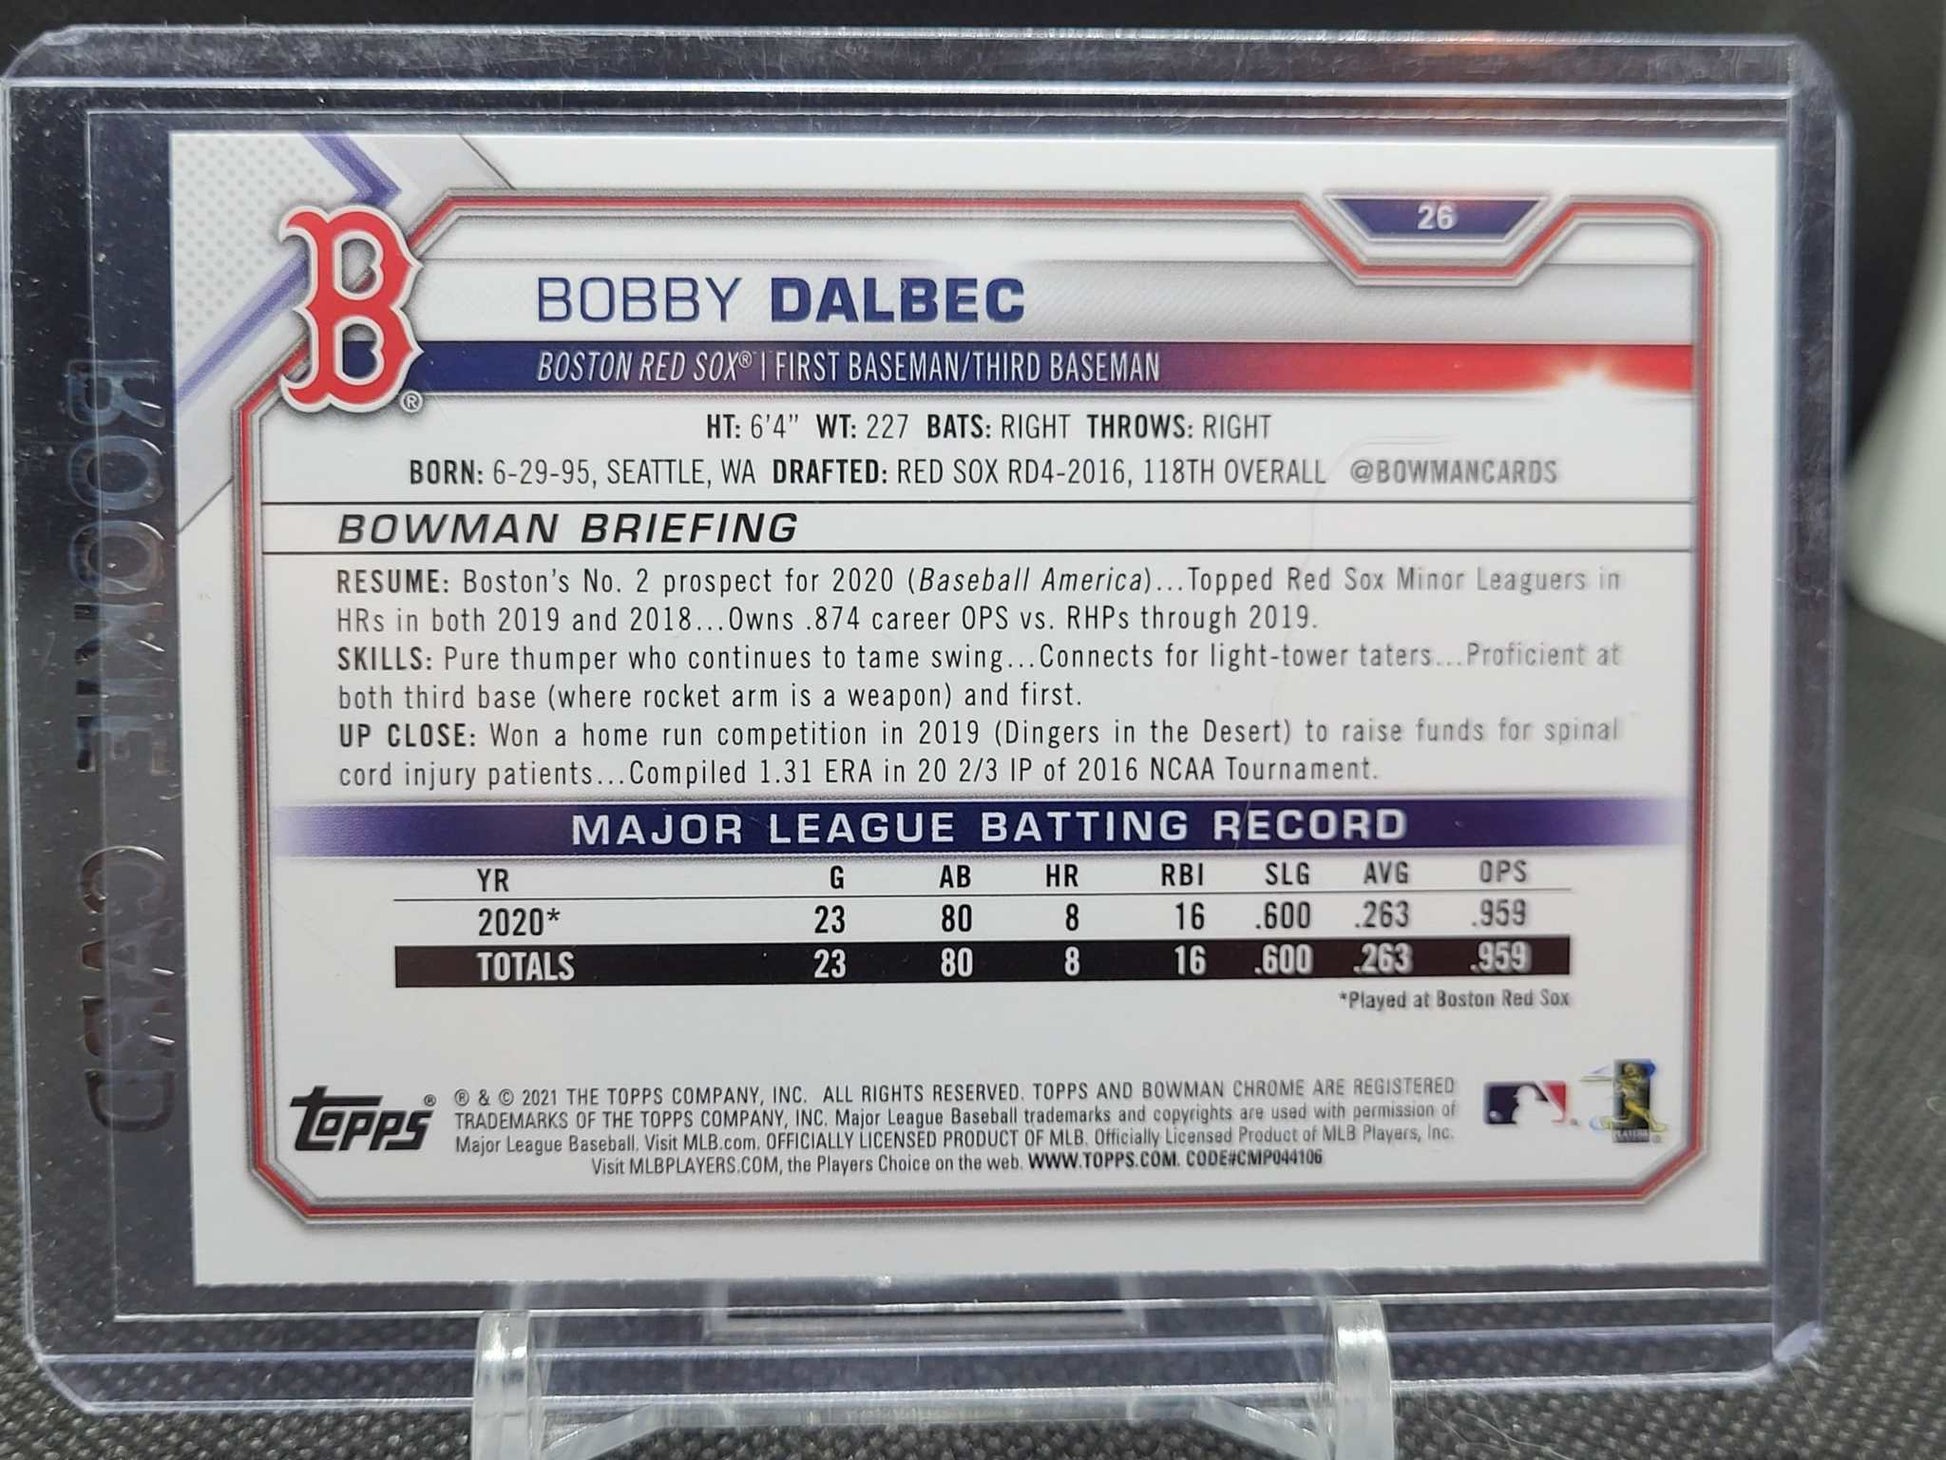 26
B®
BOBBY DALBEC
BOSTON RED SOX® | FIRST BASEMAN/THIRD BASEMAN
HT: 6'4" WT: 227 BATS: RIGHT THROWS: RIGHT
BORN: 6-29-95, SEATTLE, WA DRAFTED: RED SOX RD4-2016, 118TH OVERALL @BOWMANCARDS
BOWMAN BRIEFING
RESUME: Boston's No. 2 prospect for 2020 (Baseball America)...Topped Red Sox Minor Leaguers in
HRs in both 2019 and 2018...Owns .874 career OPS vs. RHPs through 2019.
SKILLS: Pure thumper who continues to tame swing...Connects for light-tower taters...Proficient at
both third base (where rocket arm is a weapon) and first.
UP CLOSE: Won a home run competition in 2019 (Dingers in the Desert) to raise funds for spinal
cord injury patients...Compiled 1.31 ERA in 20 2/3 IP of 2016 NCAA Tournament.
MAJOR LEAGUE BATTING RECORD
YR G AB HR RBI SLG AVG OPS
2020* 23 80 8 16 .600 .263 .959
TOTALS 23 80 8 16 .600 .263 .959
*Played at Boston Red Sox
Topps®
® & © 2021 THE TOPPS COMPANY, INC. ALL RIGHTS RESERVED. TOPPS AND BOWMAN CHROME ARE REGISTERED
TRADEMARKS OF THE TOPPS COMPANY, INC. Major League Baseball trademarks and copyrights are used with permission of
Major League Baseball. Visit MLB.com. OFFICIALLY LICENSED PRODUCT OF MLB. Officially Licensed Product of MLB Players, Inc.
Visit MLBPLAYERS.COM, the Players Choice on the web. WWW.TOPPS.COM. CODE#CMP044106
ROOKIE CARD